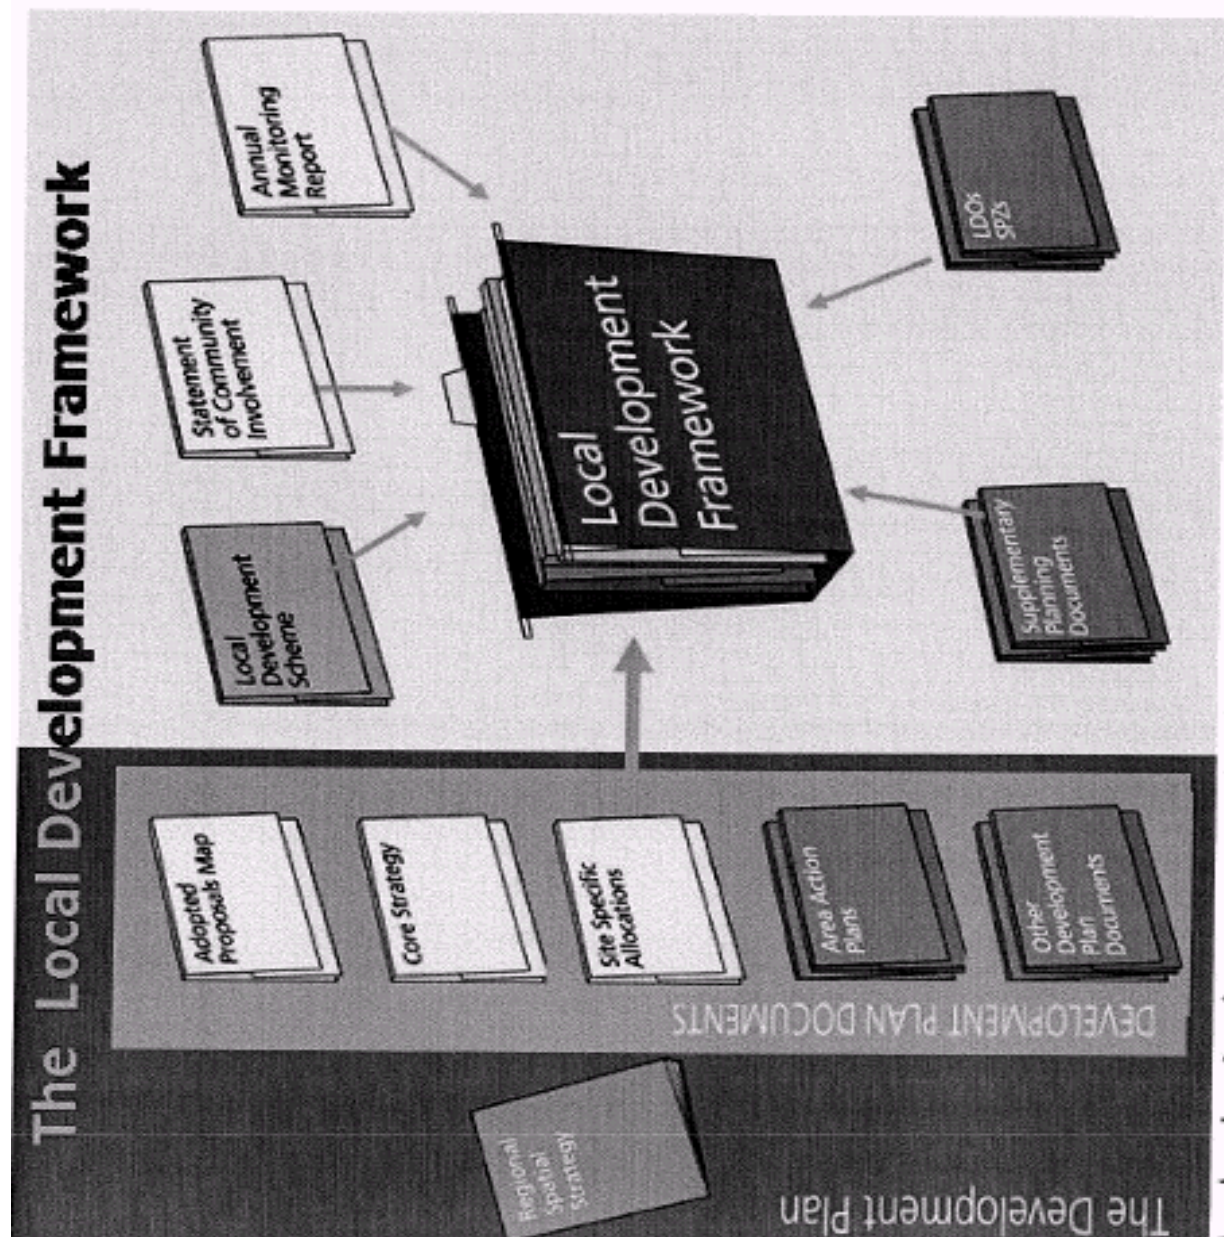 The Local Development Framework
Annual
Monitoring
Report
Statement
of Community
Involvement
Local
Development
Scheme
Local
Development
Framework
LDOs
SPZs
Supplementary
Planning
Documents
Adopted
Proposals Map
Core Strategy
Site Specific
Allocations
Area Action
Plans
Other
Development
Plan
Documents
DEVELOPMENT PLAN DOCUMENTS
Regional
Spatial
Strategy
The Development Plan